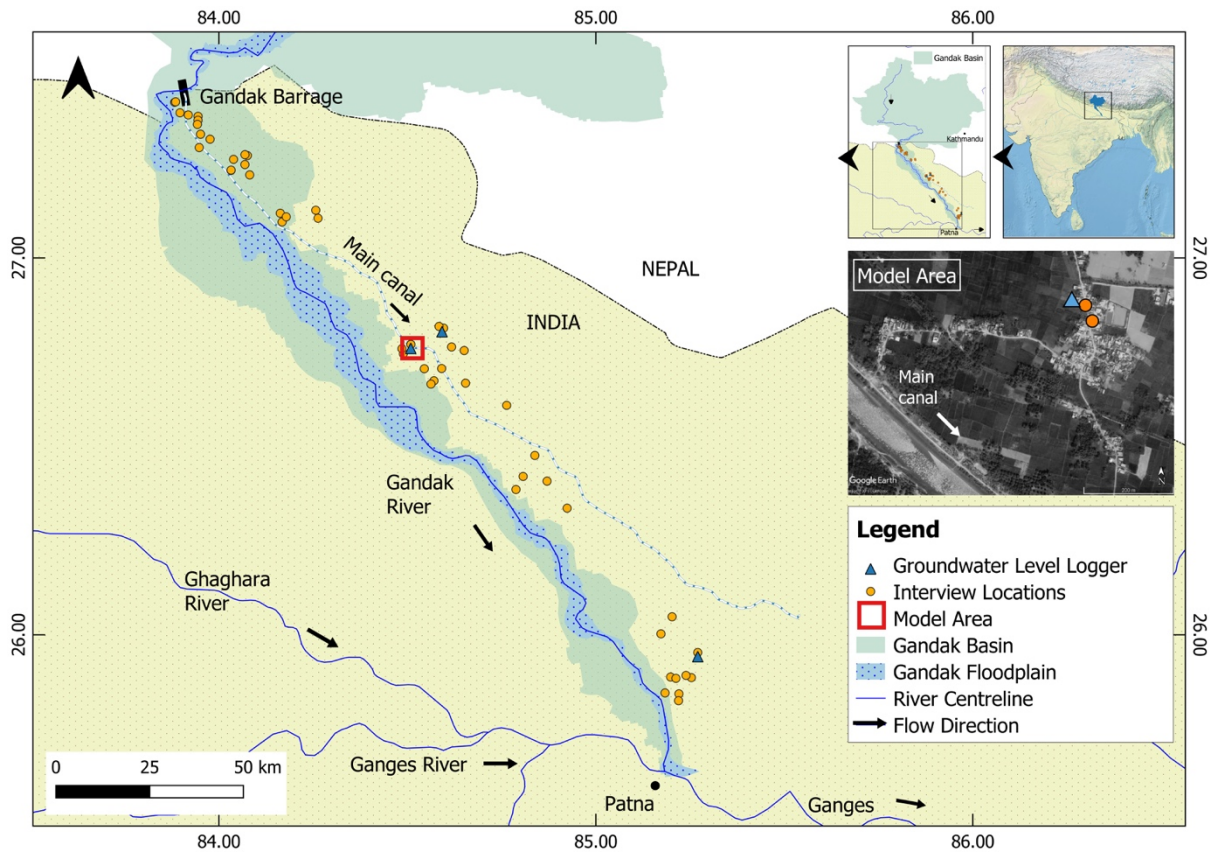 84.00
85.00
86.00
Gandak Barrage
Gandak Basin
Kathmandu
Patna
27.00
27.00
Main canal
NEPAL
INDIA
Model Area
Main
canal
Google Earth
200 m
N
Gandak
River
Ghaghara
River
Legend
Groundwater Level Logger
Interview Locations
Model Area
Gandak Basin
Gandak Floodplain
River Centreline
Flow Direction
26.00
26.00
0
25
50 km
Ganges River
Patna
Ganges
84.00
85.00
86.00